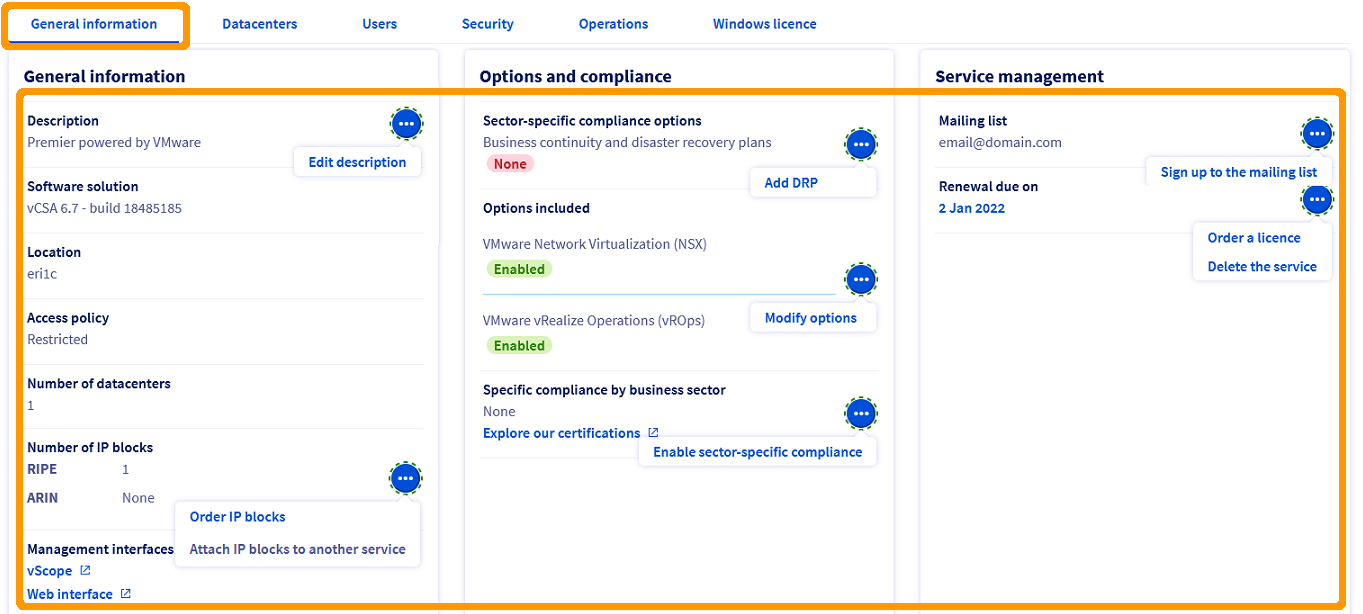 General information
Datacenters
Users
Security
Operations
Windows licence
General information
Description
Premier powered by VMware
Edit description
Software solution
vCSA 6.7 - build 18485185
Location
eri1c
Access policy
Restricted
Number of datacenters
1
Number of IP blocks
RIPE 1
ARIN None
Order IP blocks
Attach IP blocks to another service
Management interfaces
vScope
Web interface
Options and compliance
Sector-specific compliance options
Business continuity and disaster recovery plans
None
Add DRP
Options included
VMware Network Virtualization (NSX)
Enabled
Modify options
VMware vRealize Operations (vROps)
Enabled
Specific compliance by business sector
None
Explore our certifications
Enable sector-specific compliance
Service management
Mailing list
email@domain.com
Sign up to the mailing list
Renewal due on
2 Jan 2022
Order a licence
Delete the service